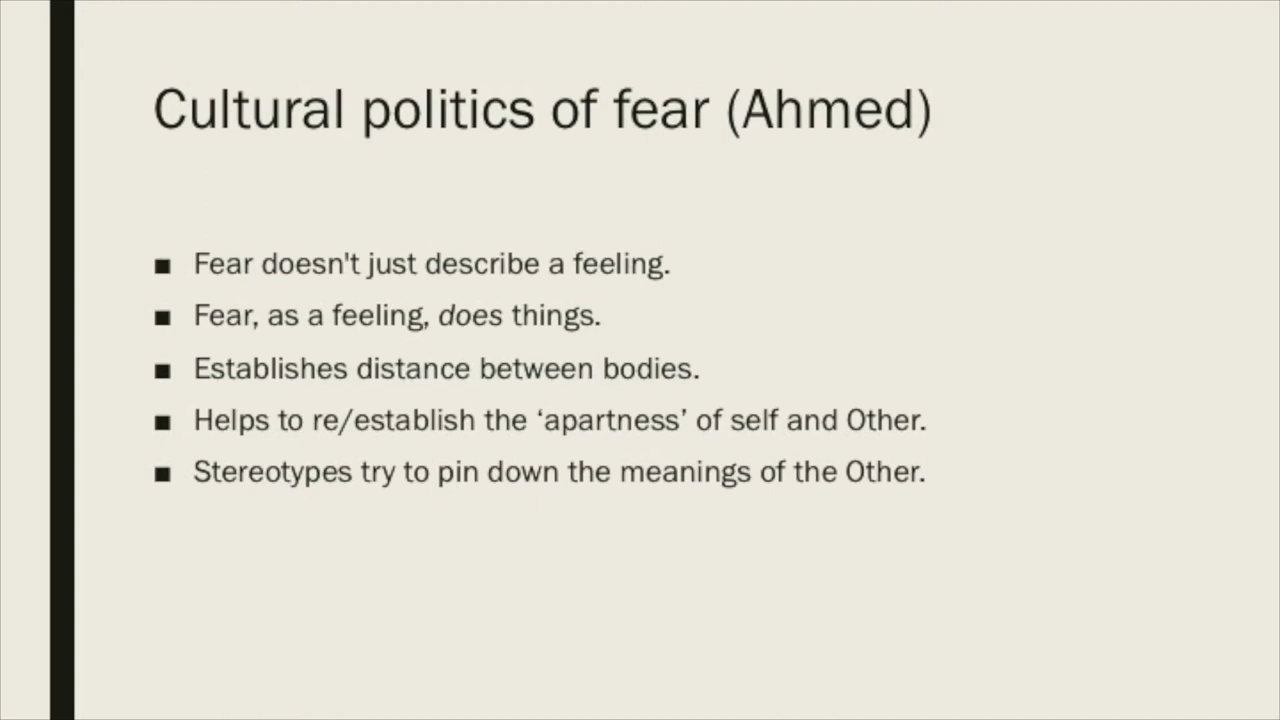 Cultural politics of fear (Ahmed)
■ Fear doesn't just describe a feeling.
■ Fear, as a feeling, does things.
■ Establishes distance between bodies.
■ Helps to re/establish the ‘apartness’ of self and Other.
■ Stereotypes try to pin down the meanings of the Other.